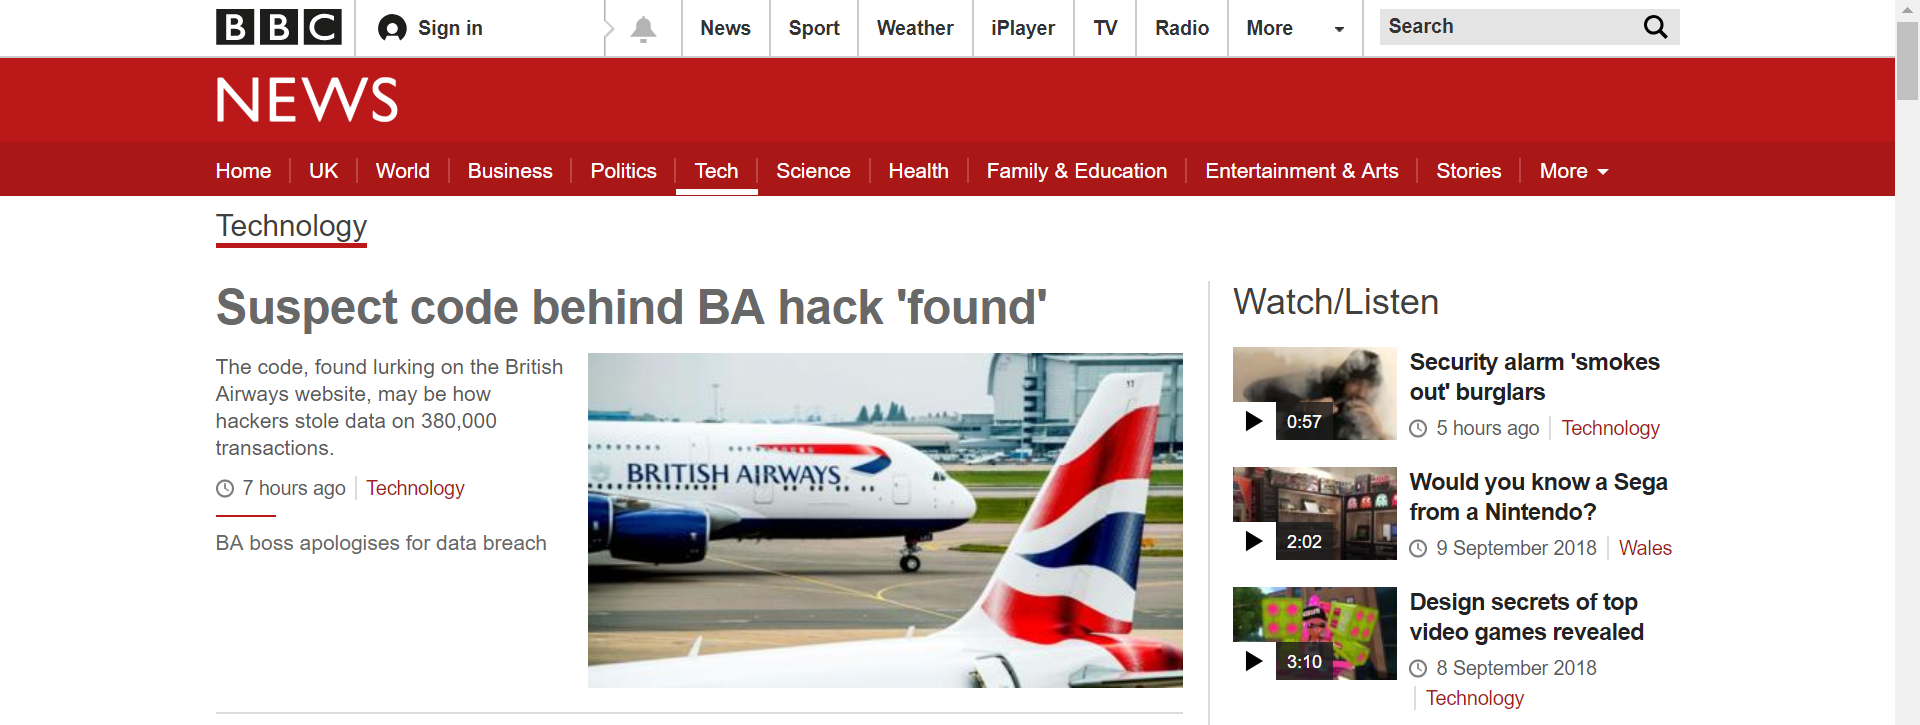 BBC
Sign in
News
Sport
Weather
iPlayer
TV
Radio
More
Search
NEWS
Home
UK
World
Business
Politics
Tech
Science
Health
Family & Education
Entertainment & Arts
Stories
More
Technology
Suspect code behind BA hack 'found'
The code, found lurking on the British
Airways website, may be how
hackers stole data on 380,000
transactions.
7 hours ago
Technology
BA boss apologises for data breach
BRITISH AIRWAYS
Watch/Listen
Security alarm 'smokes
out' burglars
0:57
5 hours ago
Technology
Would you know a Sega
from a Nintendo?
2:02
9 September 2018
Wales
Design secrets of top
video games revealed
3:10
8 September 2018
Technology